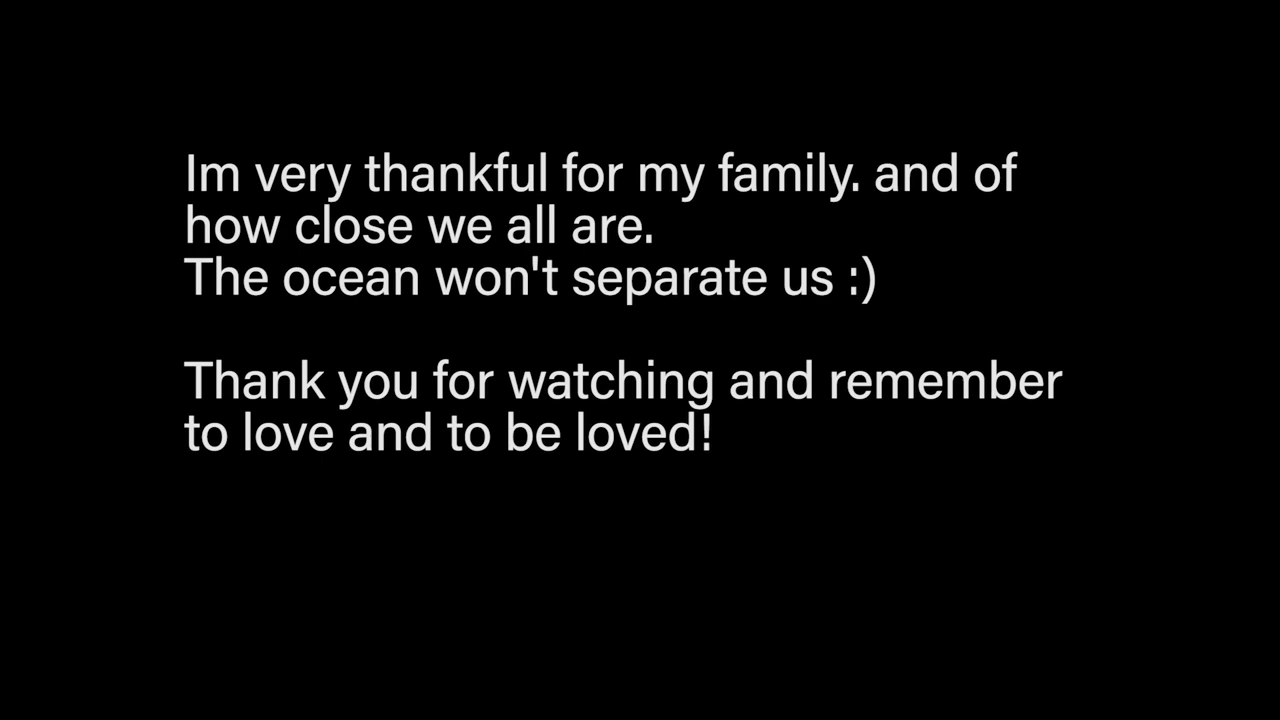 Im very thankful for my family. and of
how close we all are.
The ocean won't separate us :)
Thank you for watching and remember
to love and to be loved!